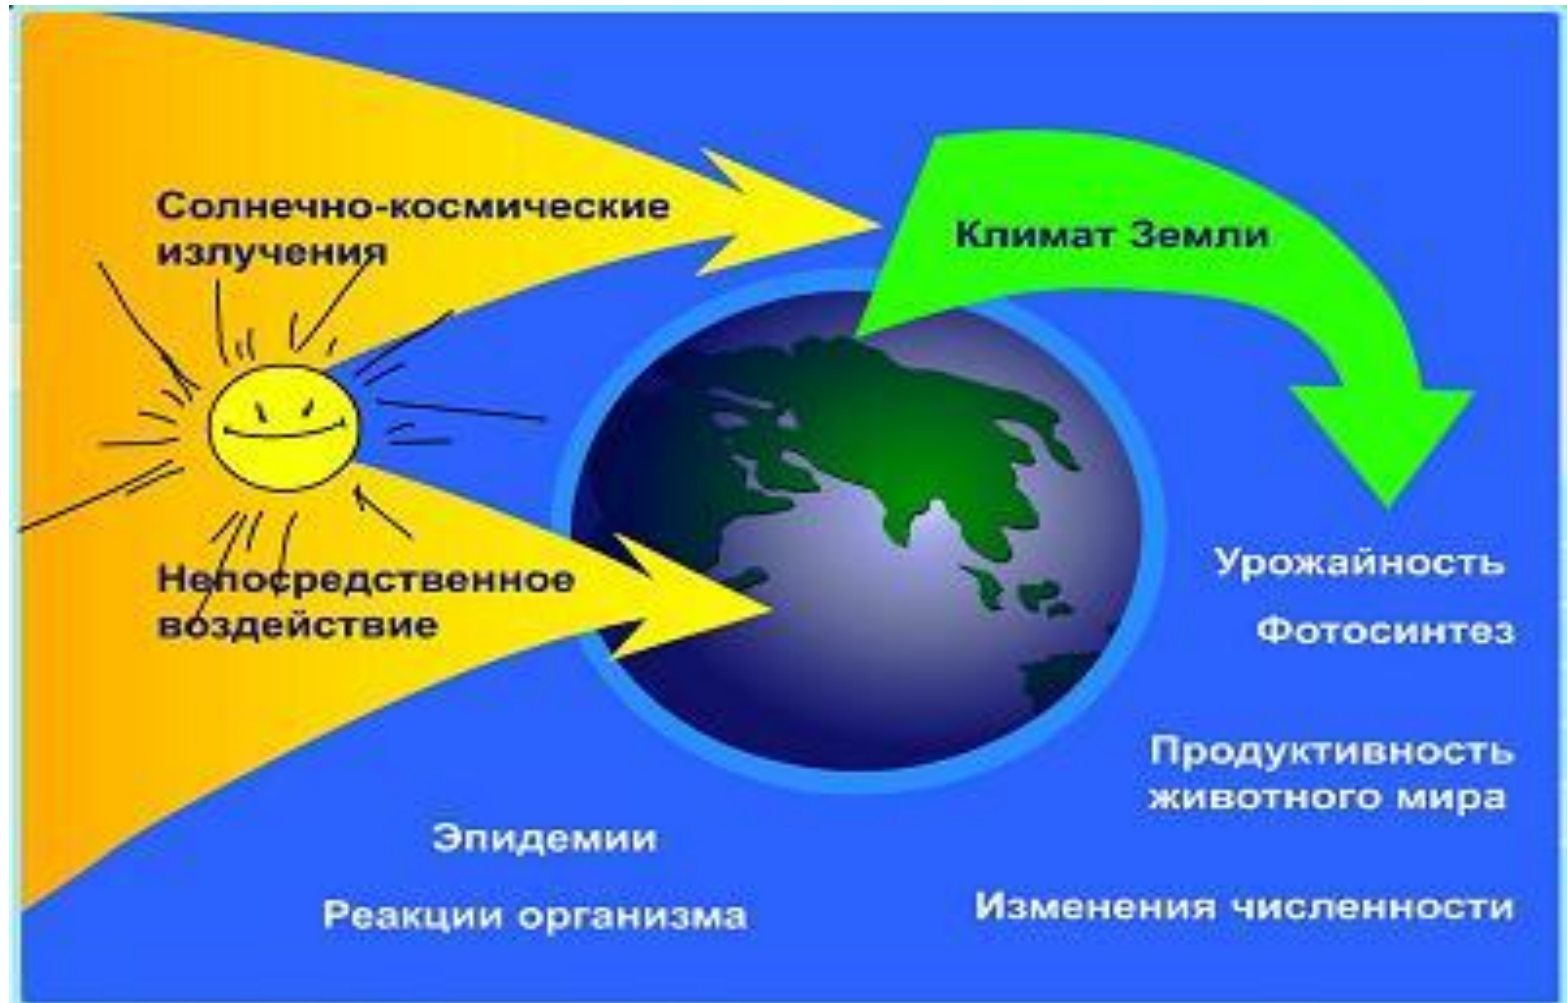 Солнечно-космические
излучения
Климат Земли
Непосредственное
воздействие
Урожайность
Фотосинтез
Продуктивность
животного мира
Эпидемии
Реакции организма
Изменения численности